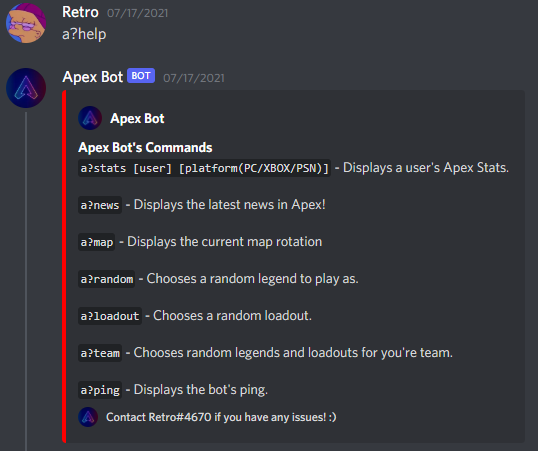 Retro 07/17/2021
a?help
Apex Bot BOT 07/17/2021
Apex Bot
Apex Bot's Commands
a?stats [user] [platform(PC/XBOX/PSN)] - Displays a user's Apex Stats.
a?news - Displays the latest news in Apex!
a?map - Displays the current map rotation
a?random - Chooses a random legend to play as.
a?loadout - Chooses a random loadout.
a?team - Chooses random legends and loadouts for you're team.
a?ping - Displays the bot's ping.
Contact Retro#4670 if you have any issues! :)